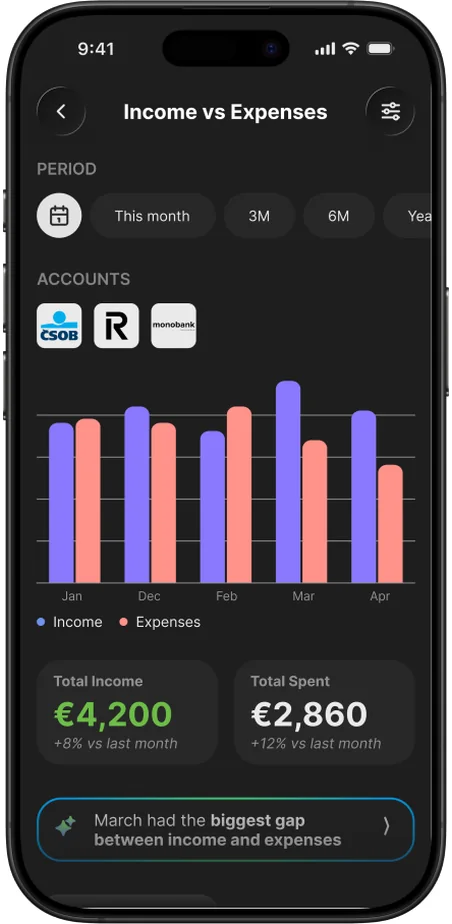 9:41
Income vs Expenses
PERIOD
1
This month
3M
6M
Yea
ACCOUNTS
ČSOB
R
monobank
Jan
Dec
Feb
Mar
Apr
Income
Expenses
Total Income
€4,200
+8% vs last month
Total Spent
€2,860
+12% vs last month
March had the biggest gap
between income and expenses